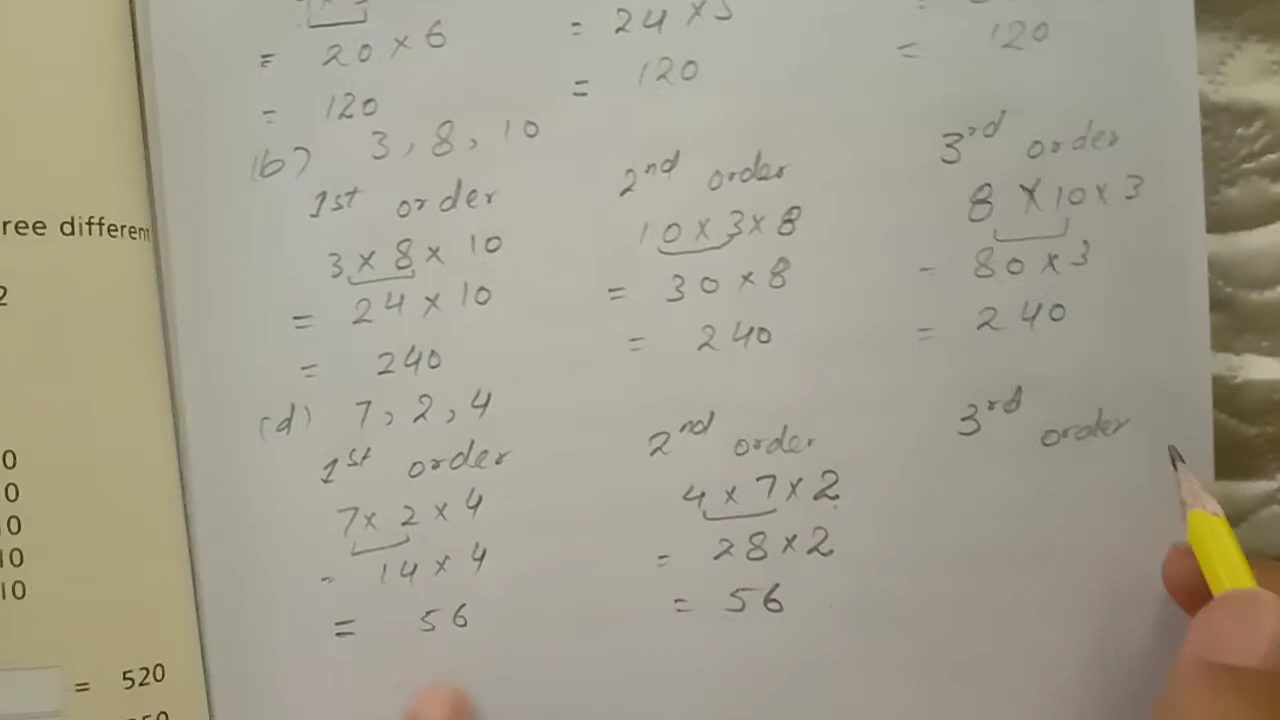 = 20 × 6
= 120
= 24 × 5
= 120
= 120
(b) 3, 8, 10
1st order
3 × 8 × 10
= 24 × 10
= 240
2nd order
10 × 3 × 8
= 30 × 8
= 240
3rd order
8 × 10 × 3
- 80 × 3
= 240
(d) 7, 2, 4
1st order
7 × 2 × 4
- 14 × 4
= 56
2nd order
4 × 7 × 2
= 28 × 2
= 56
3rd order
ree different
2
0
0
10
10
10
= 520